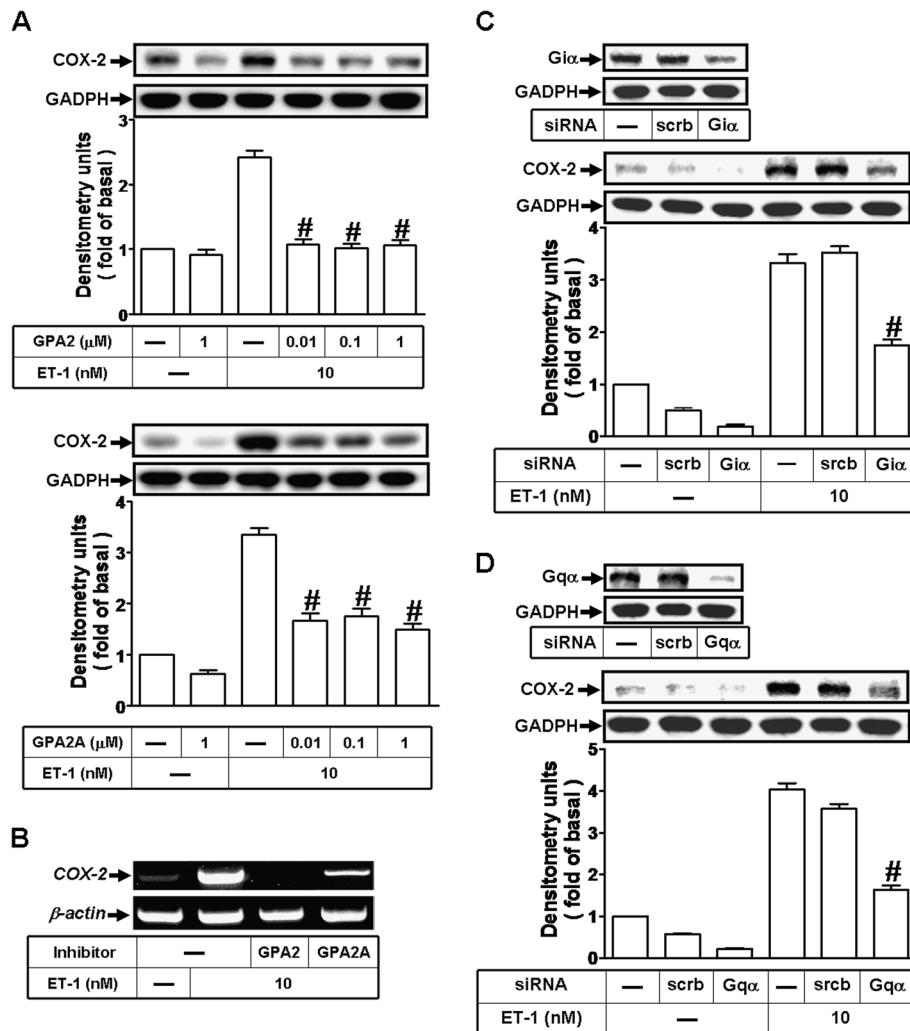 A
COX-2
GADPH
Densitometry units
( fold of basal )
3
2
1
0
GPA2 (μM) — 1 — 0.01 0.1 1
ET-1 (nM) — 10
# # #
COX-2
GADPH
Densitometry units
( fold of basal )
4
3
2
1
0
# # #
GPA2A (μM) — 1 — 0.01 0.1 1
ET-1 (nM) — 10
B
COX-2
β-actin
Inhibitor — GPA2 GPA2A
ET-1 (nM) — 10
C
Giα
GADPH
siRNA — scrb Giα
COX-2
GADPH
Densitometry units
( fold of basal )
4
3
2
1
0
#
siRNA — scrb Giα — srcb Giα
ET-1 (nM) — 10
D
Gqα
GADPH
siRNA — scrb Gqα
COX-2
GADPH
Densitometry units
( fold of basal )
5
4
3
2
1
0
#
siRNA — scrb Gqα — srcb Gqα
ET-1 (nM) — 10